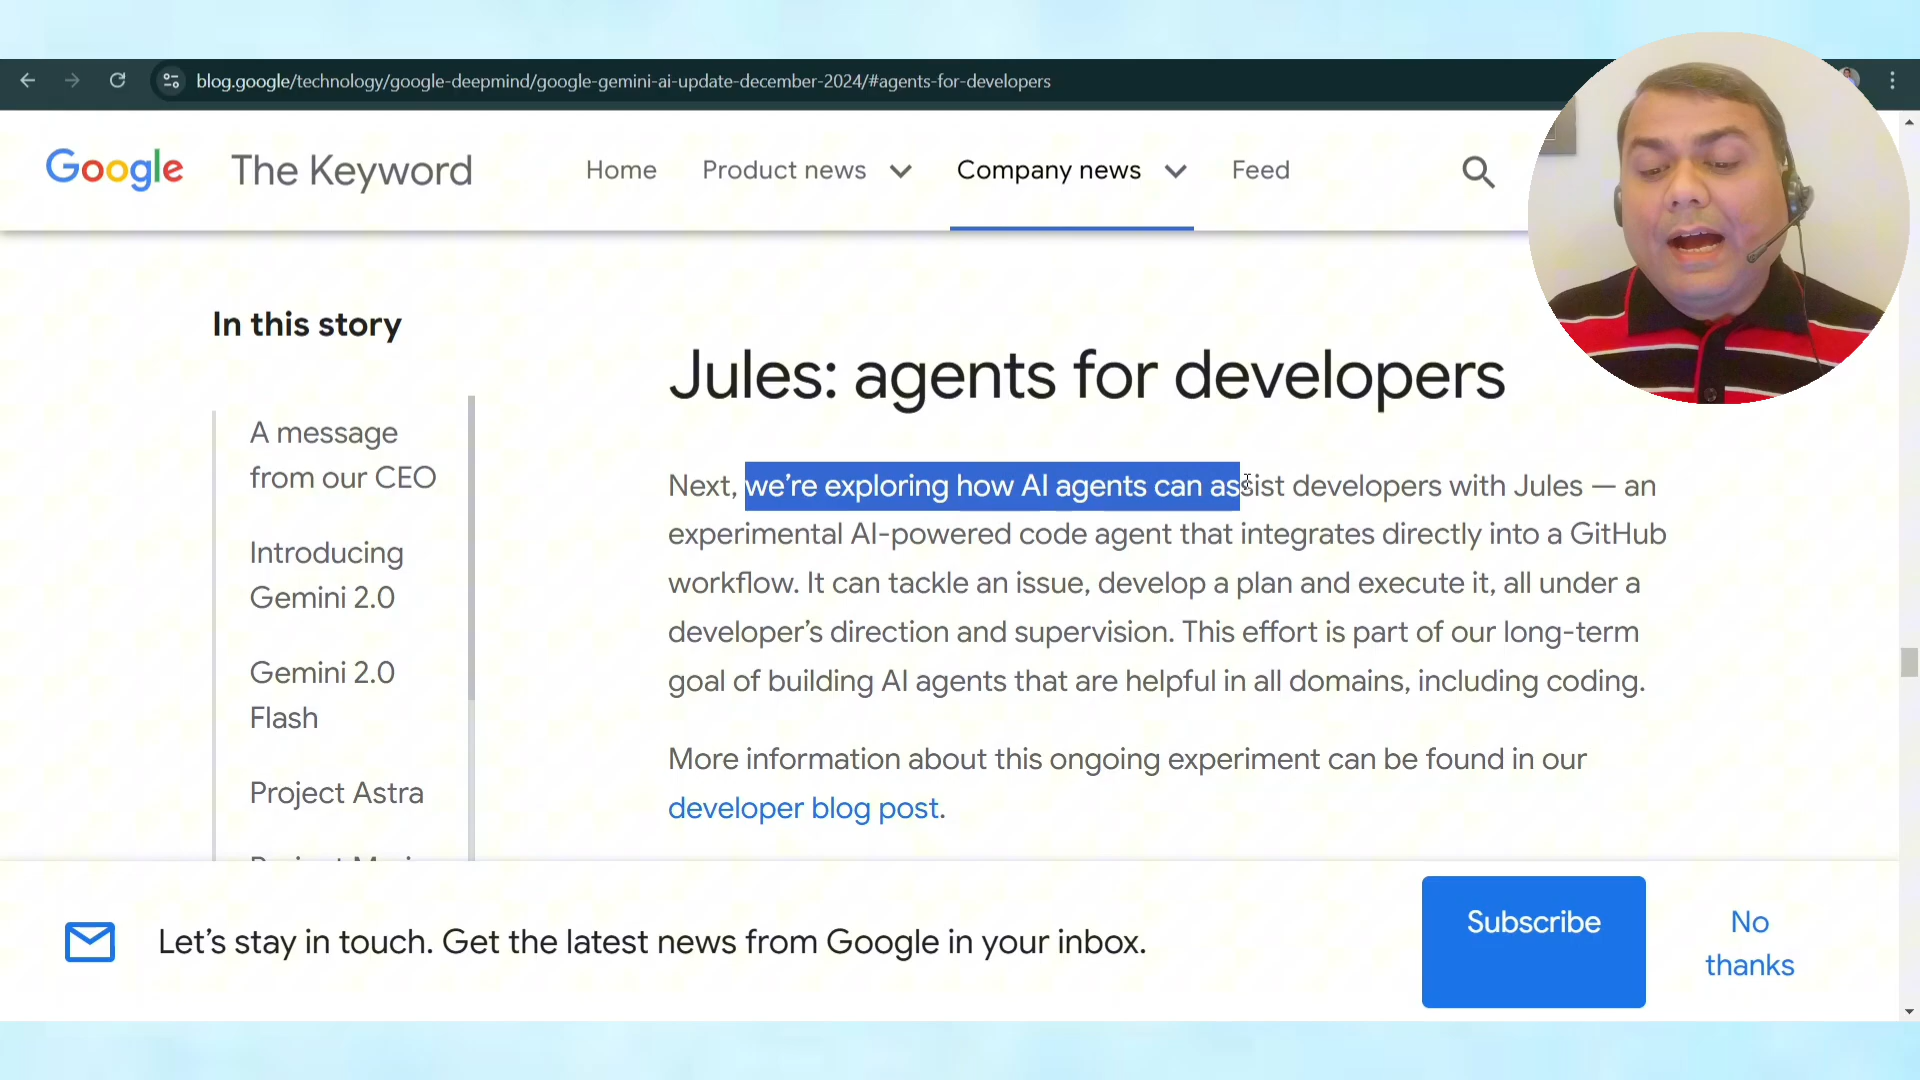 blog.google/technology/google-deepmind/google-gemini-ai-update-december-2024/#agents-for-developers
Google The Keyword Home Product news Company news Feed
In this story
A message
from our CEO
Introducing
Gemini 2.0
Gemini 2.0
Flash
Project Astra
Jules: agents for developers
Next, we’re exploring how AI agents can assist developers with Jules — an
experimental AI-powered code agent that integrates directly into a GitHub
workflow. It can tackle an issue, develop a plan and execute it, all under a
developer’s direction and supervision. This effort is part of our long-term
goal of building AI agents that are helpful in all domains, including coding.
More information about this ongoing experiment can be found in our
developer blog post.
Let’s stay in touch. Get the latest news from Google in your inbox.
Subscribe
No
thanks